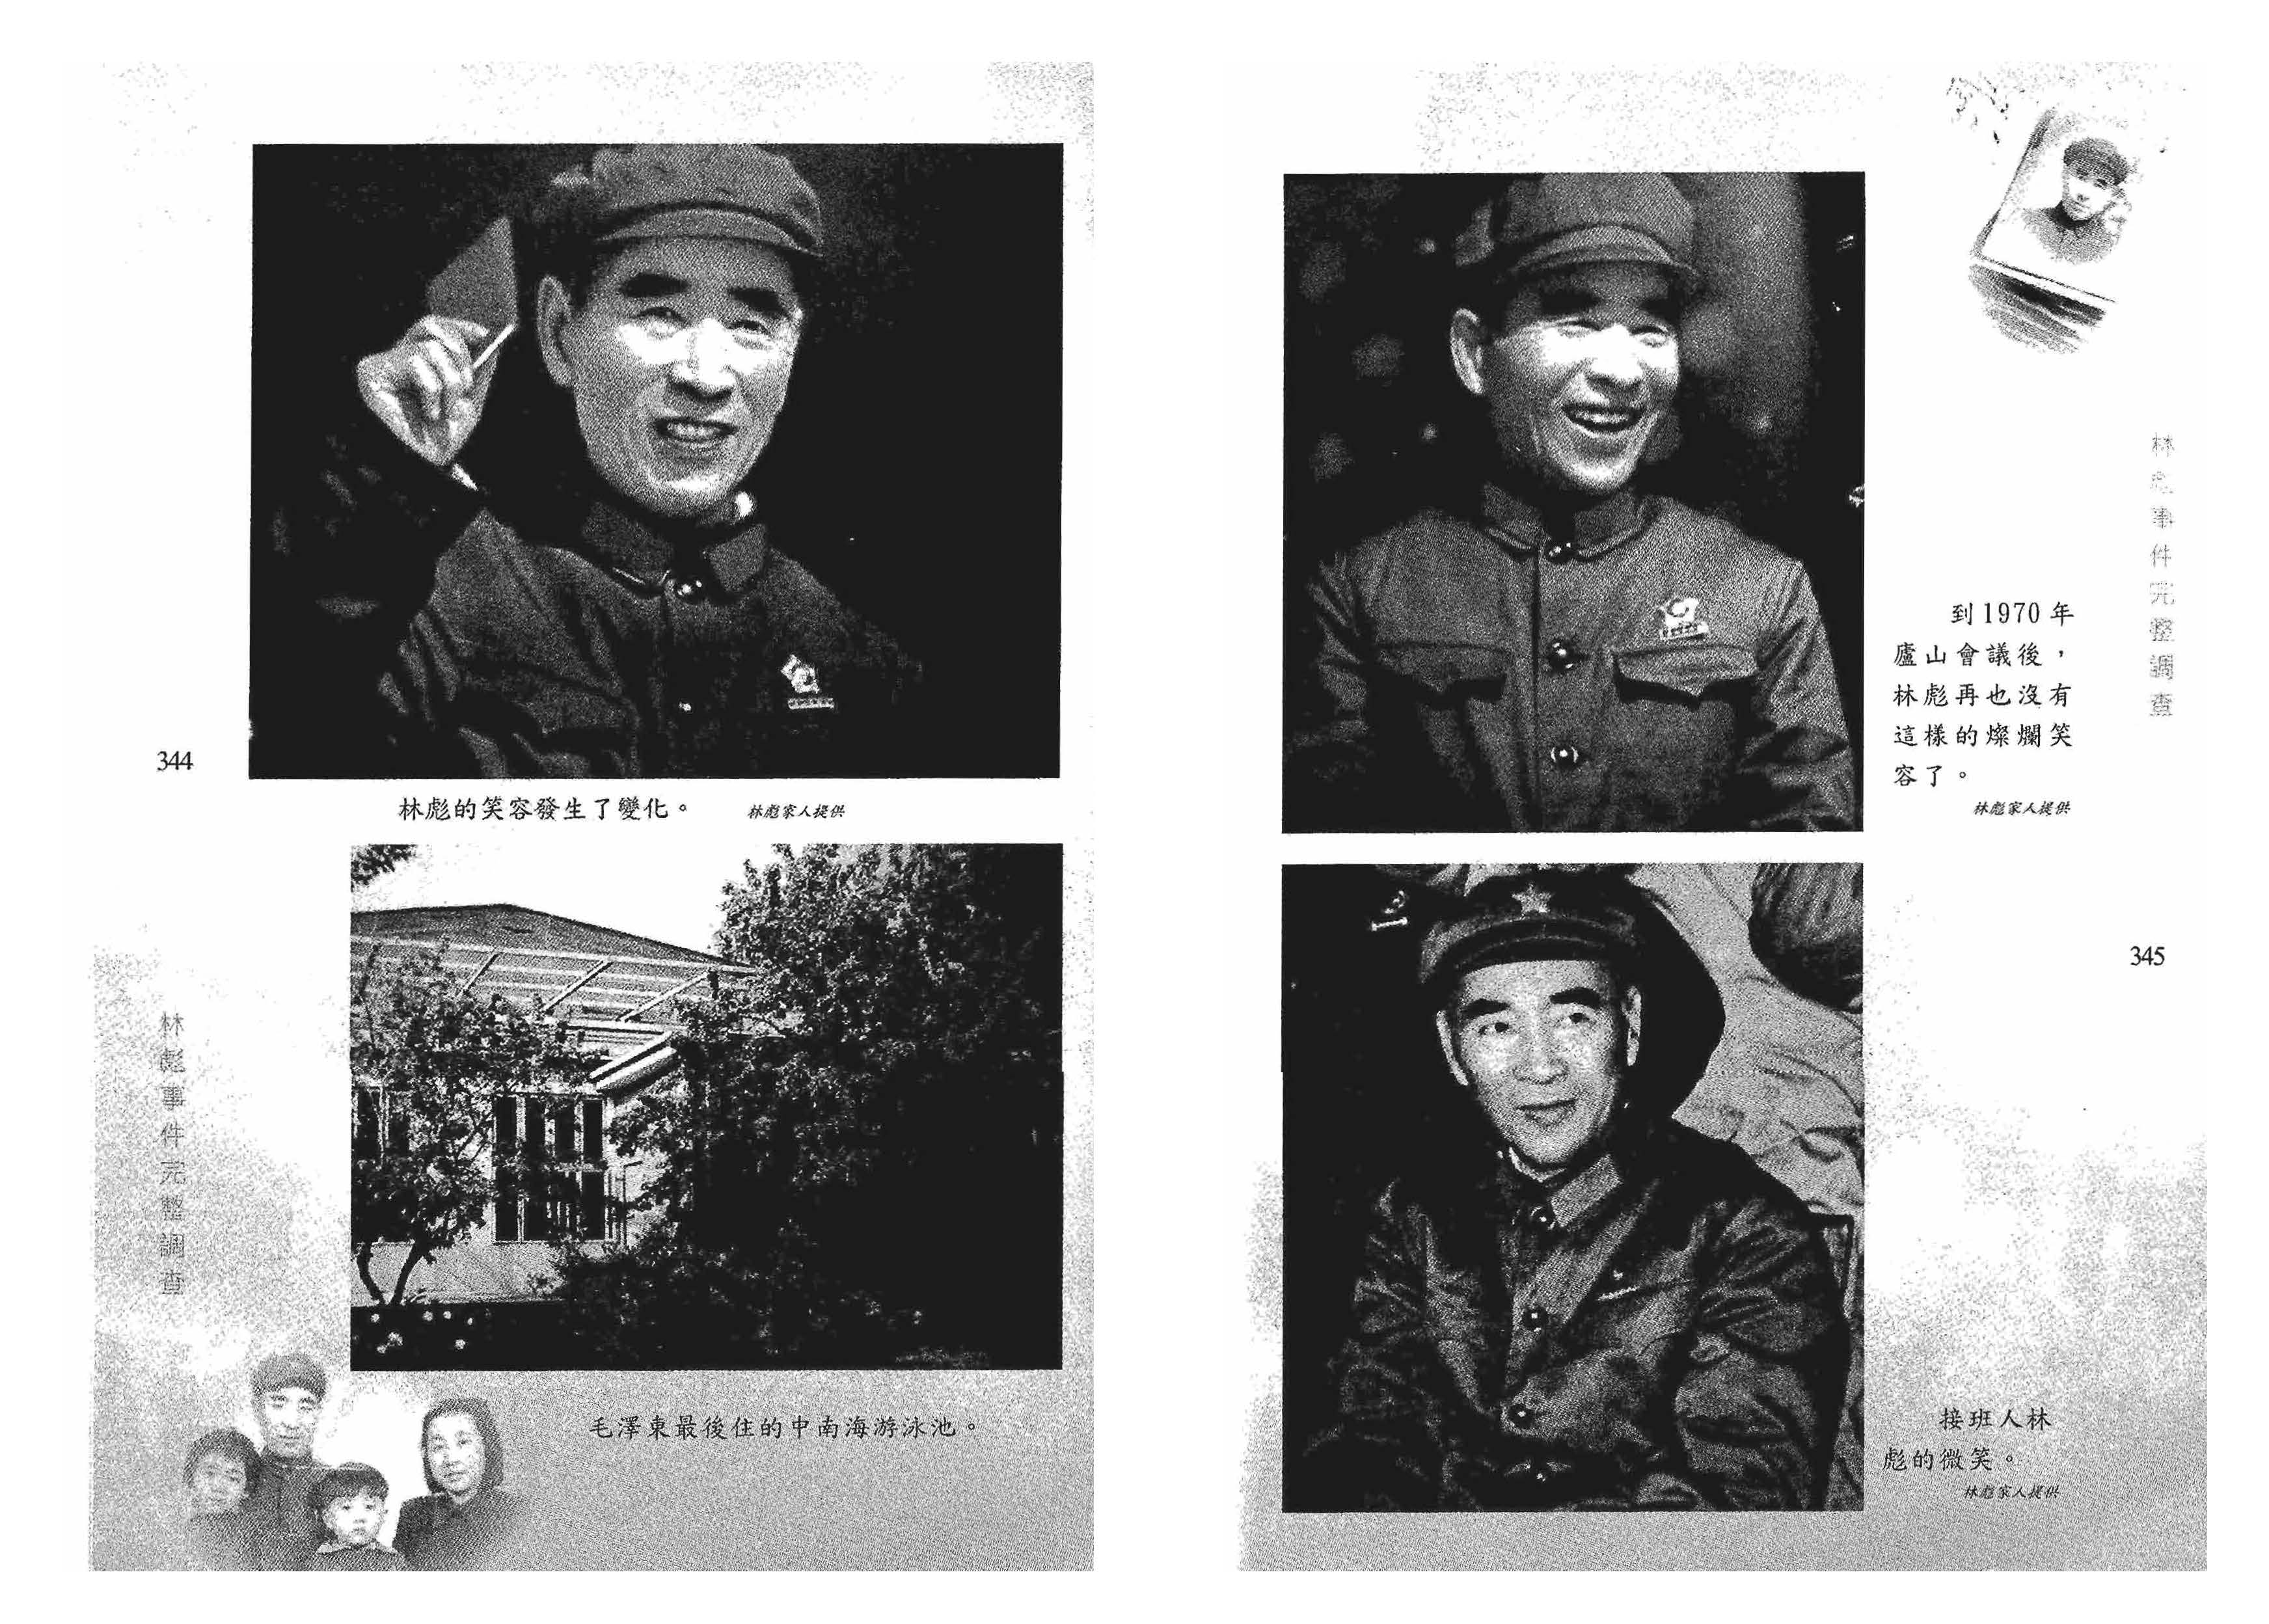 344
林彪的笑容發生了變化。
林彪家人提供
林彪事件完整調查
毛澤東最後住的中南海游泳池。
林彪事件完整調查
到1970年
廬山會議後，
林彪再也沒有
這樣的燦爛笑
容了。
林彪家人提供
345
接班人林
彪的微笑。
林彪家人提供